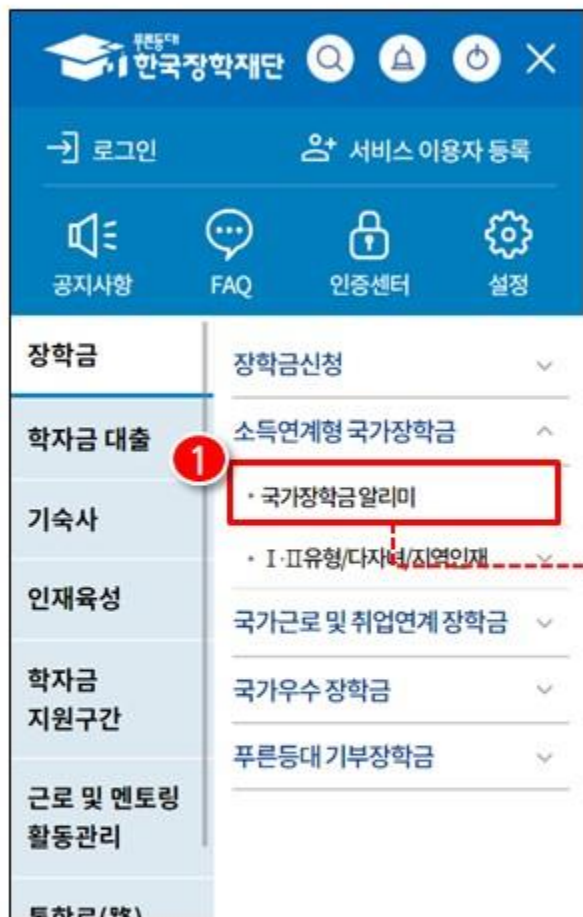 푸른등대
한국장학재단
로그인
서비스 이용자 등록
공지사항
FAQ
인증센터
설정
장학금
학자금 대출
기숙사
인재육성
학자금
지원구간
근로 및 멘토링
활동관리
장학금신청
소득연계형 국가장학금
1
· 국가장학금알리미
· Ⅰ·Ⅱ유형/다자녀/지역인재
국가근로 및 취업연계 장학금
국가우수 장학금
푸른등대 기부장학금